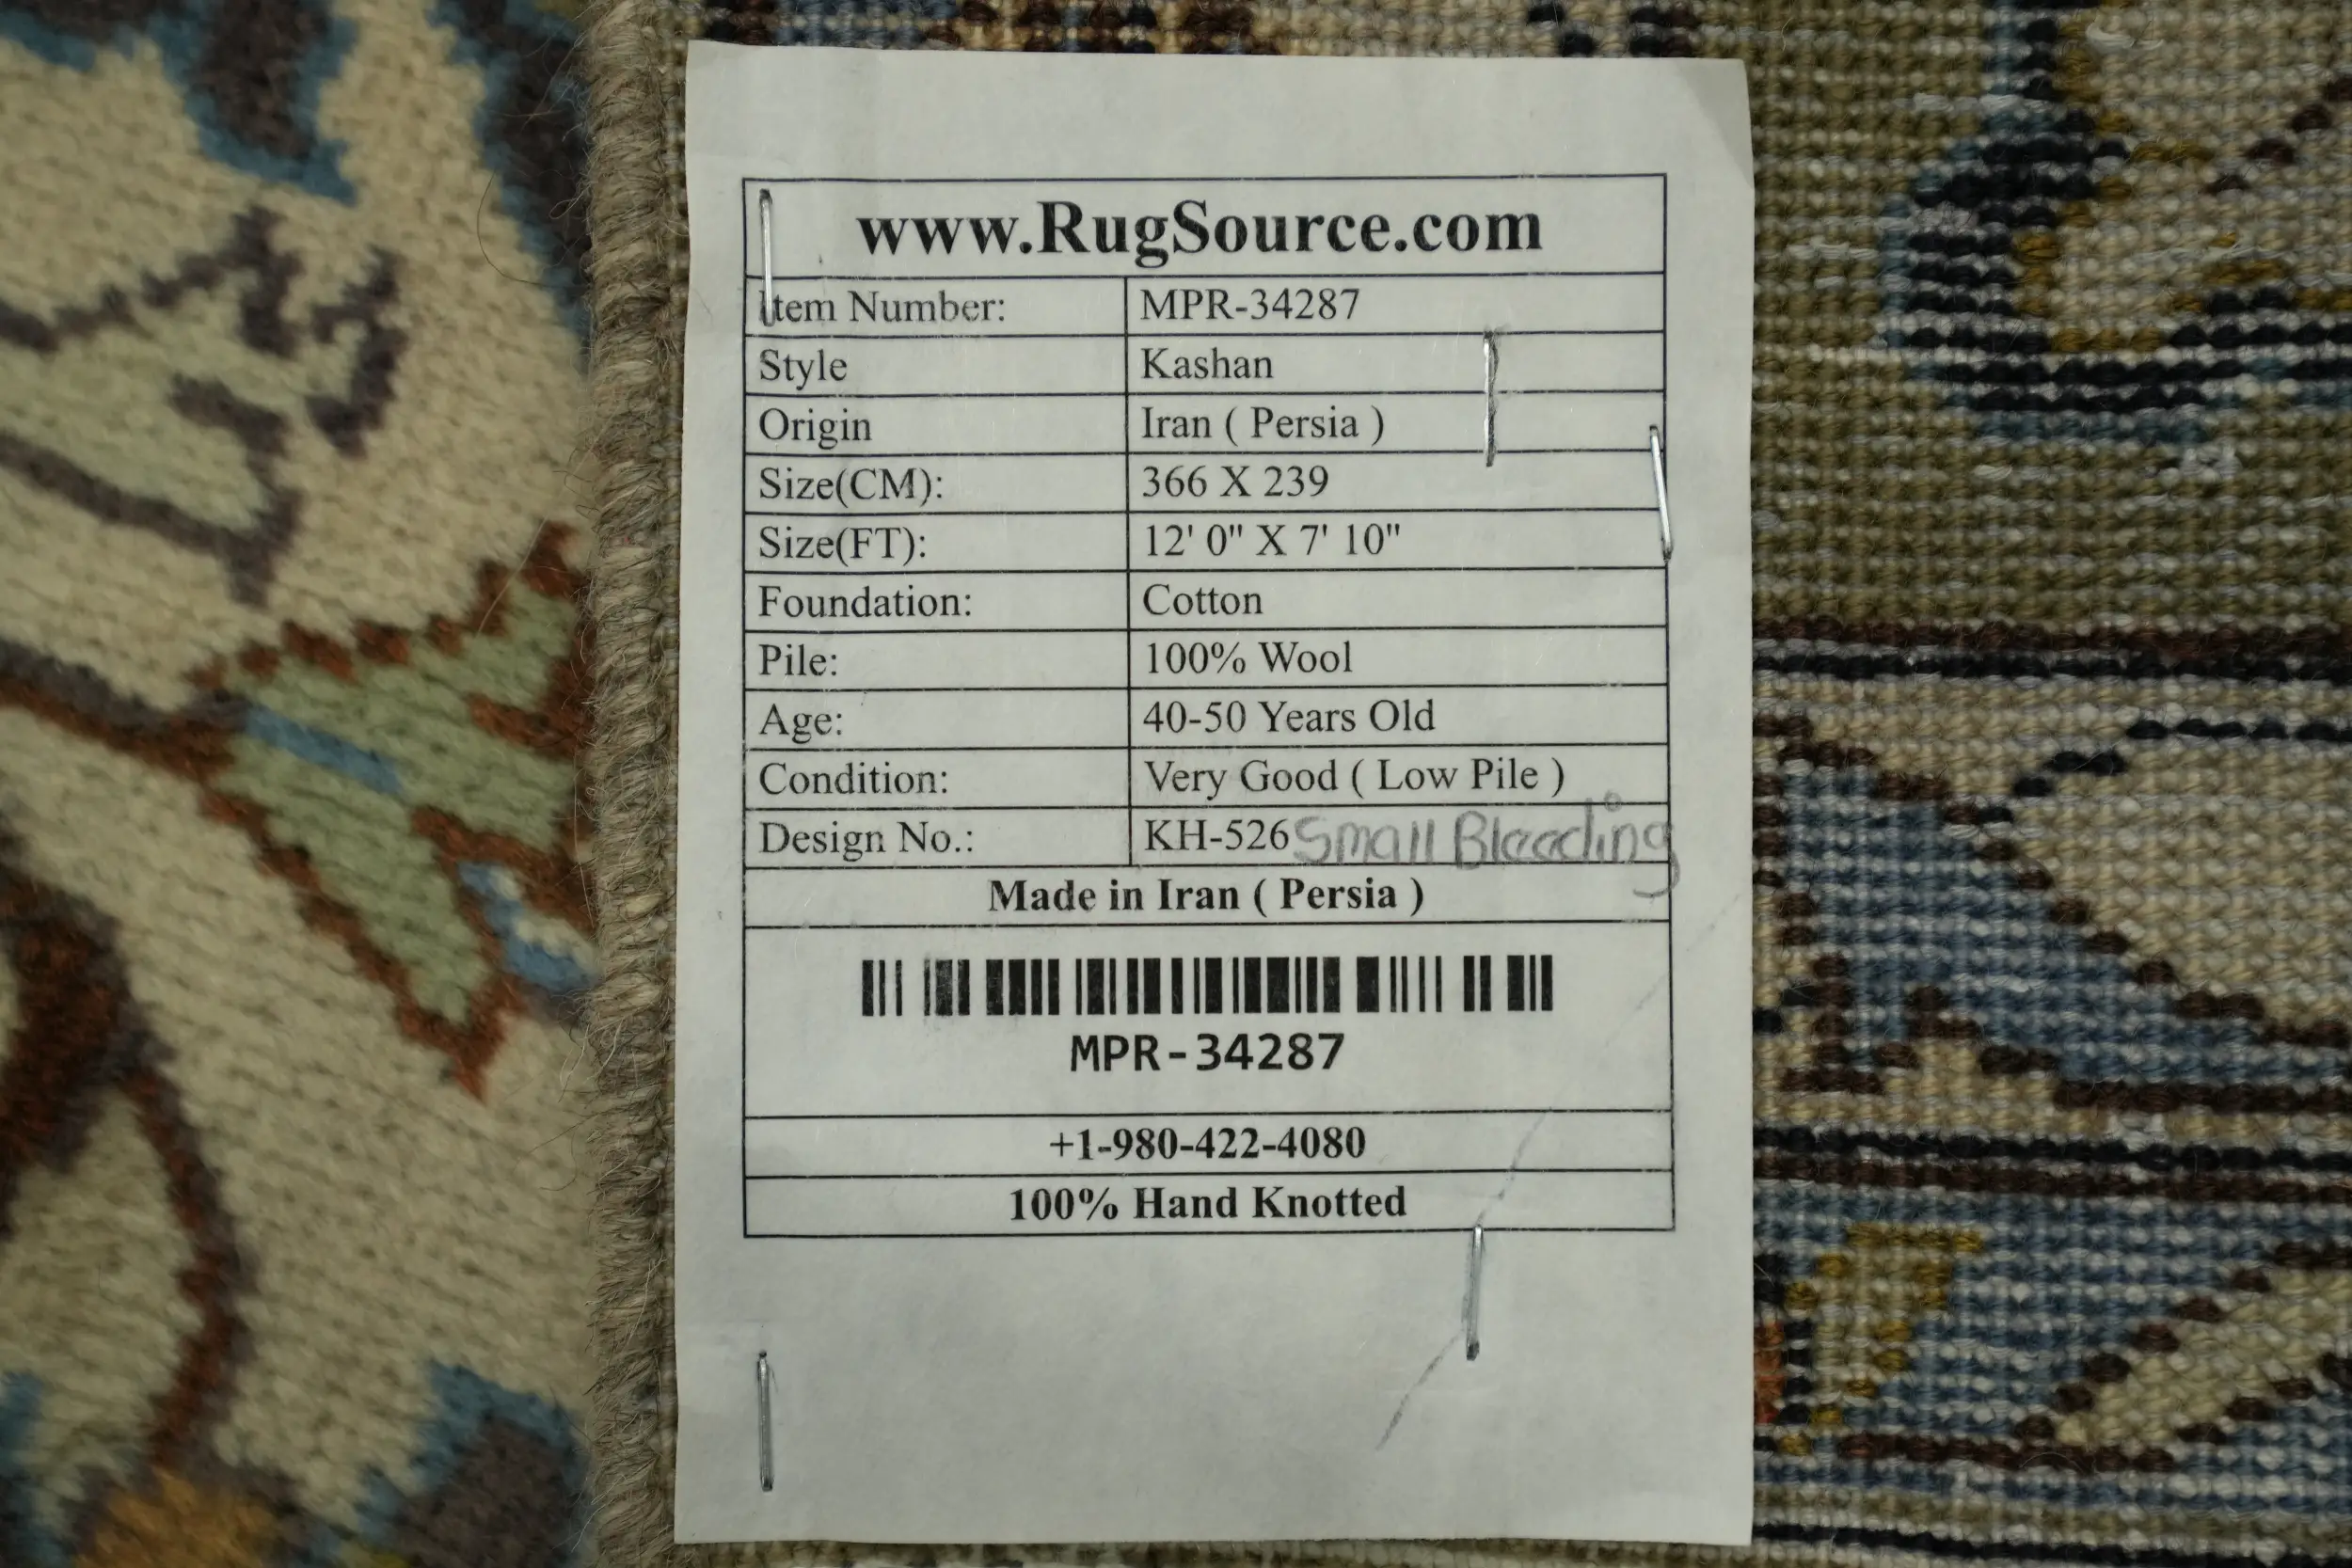 www.RugSource.com
Item Number: MPR-34287
Style Kashan
Origin Iran ( Persia )
Size(CM): 366 X 239
Size(FT): 12' 0" X 7' 10"
Foundation: Cotton
Pile: 100% Wool
Age: 40-50 Years Old
Condition: Very Good ( Low Pile )
Design No.: KH-526 Small Bleeding
Made in Iran ( Persia )
MPR-34287
+1-980-422-4080
100% Hand Knotted